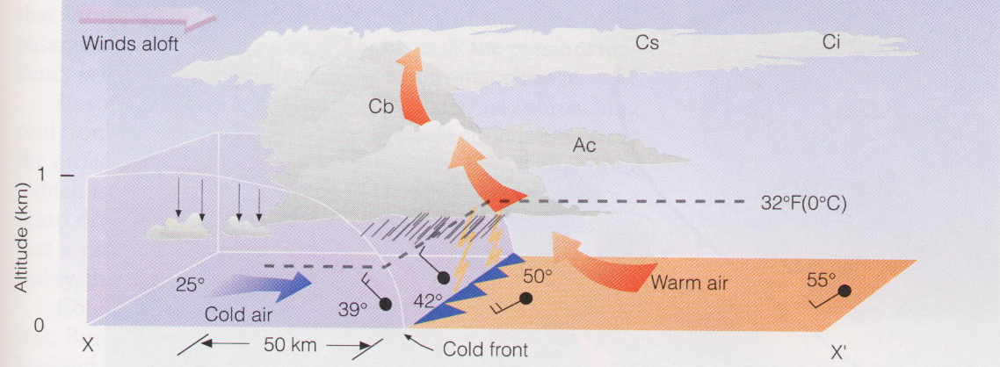 Winds aloft
Cs
Ci
Cb
Ac
1
32°F(0°C)
Altitude (km)
25°
50°
Warm air
55°
Cold air
39°
42°
0
X
50 km
Cold front
X'